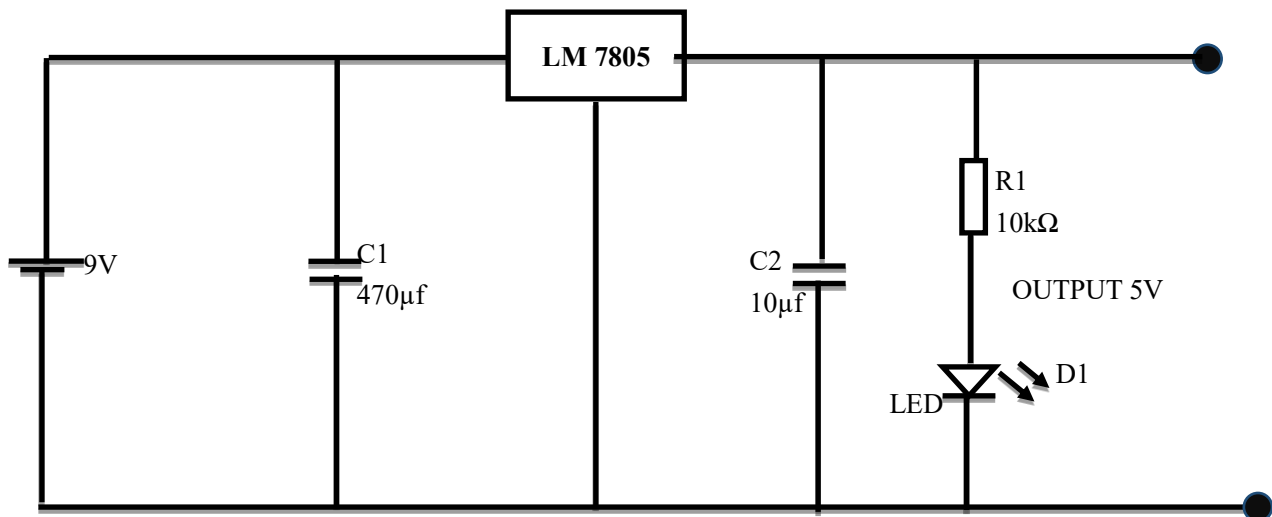 LM 7805
R1
10kΩ
9V
C1
470μf
C2
10μf
OUTPUT 5V
D1
LED